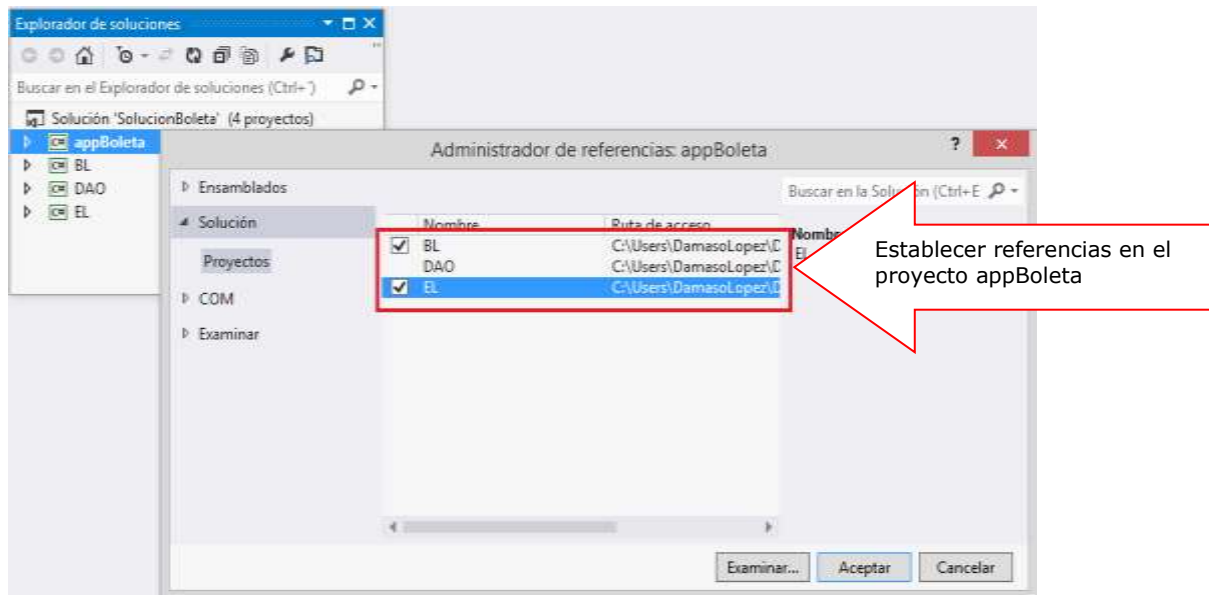 Explorador de soluciones
Buscar en el Explorador de soluciones (Ctrl+´)
Solución 'SolucionBoleta' (4 proyectos)
appBoleta
BL
DAO
EL
Administrador de referencias: appBoleta
Ensamblados
Solución
Proyectos
COM
Examinar
Buscar en la Solución (Ctrl+E
Nombre Ruta de acceso
BL C:\Users\DamasoLopez\D
DAO C:\Users\DamasoLopez\D
EL C:\Users\DamasoLopez\D
EL
Establecer referencias en el
proyecto appBoleta
Examinar... Aceptar Cancelar